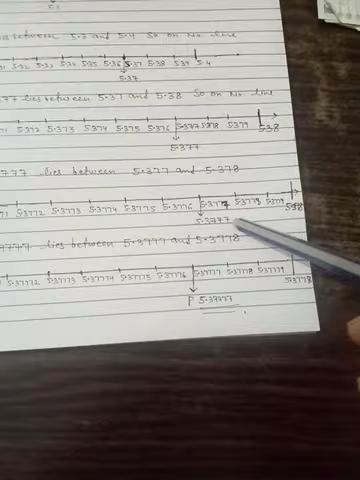 5.3
between 5.3 and 5.4 So on No. line
5.32 5.33 5.34 5.35 5.36 5.37 5.38 5.39 5.4
5.37
77 lies between 5.37 and 5.38 So on No. line
5.372 5.373 5.374 5.375 5.376 5.377 5.378 5.379 5.38
5.377
777 lies between 5.377 and 5.378
5.3772 5.3773 5.3774 5.3775 5.3776 5.3777 5.3778 5.3779
5.3777
7777 lies between 5.3777 and 5.3778
5.37772 5.37773 5.37774 5.37775 5.37776 5.37777 5.37778 5.37779 5.3778
P 5.37777